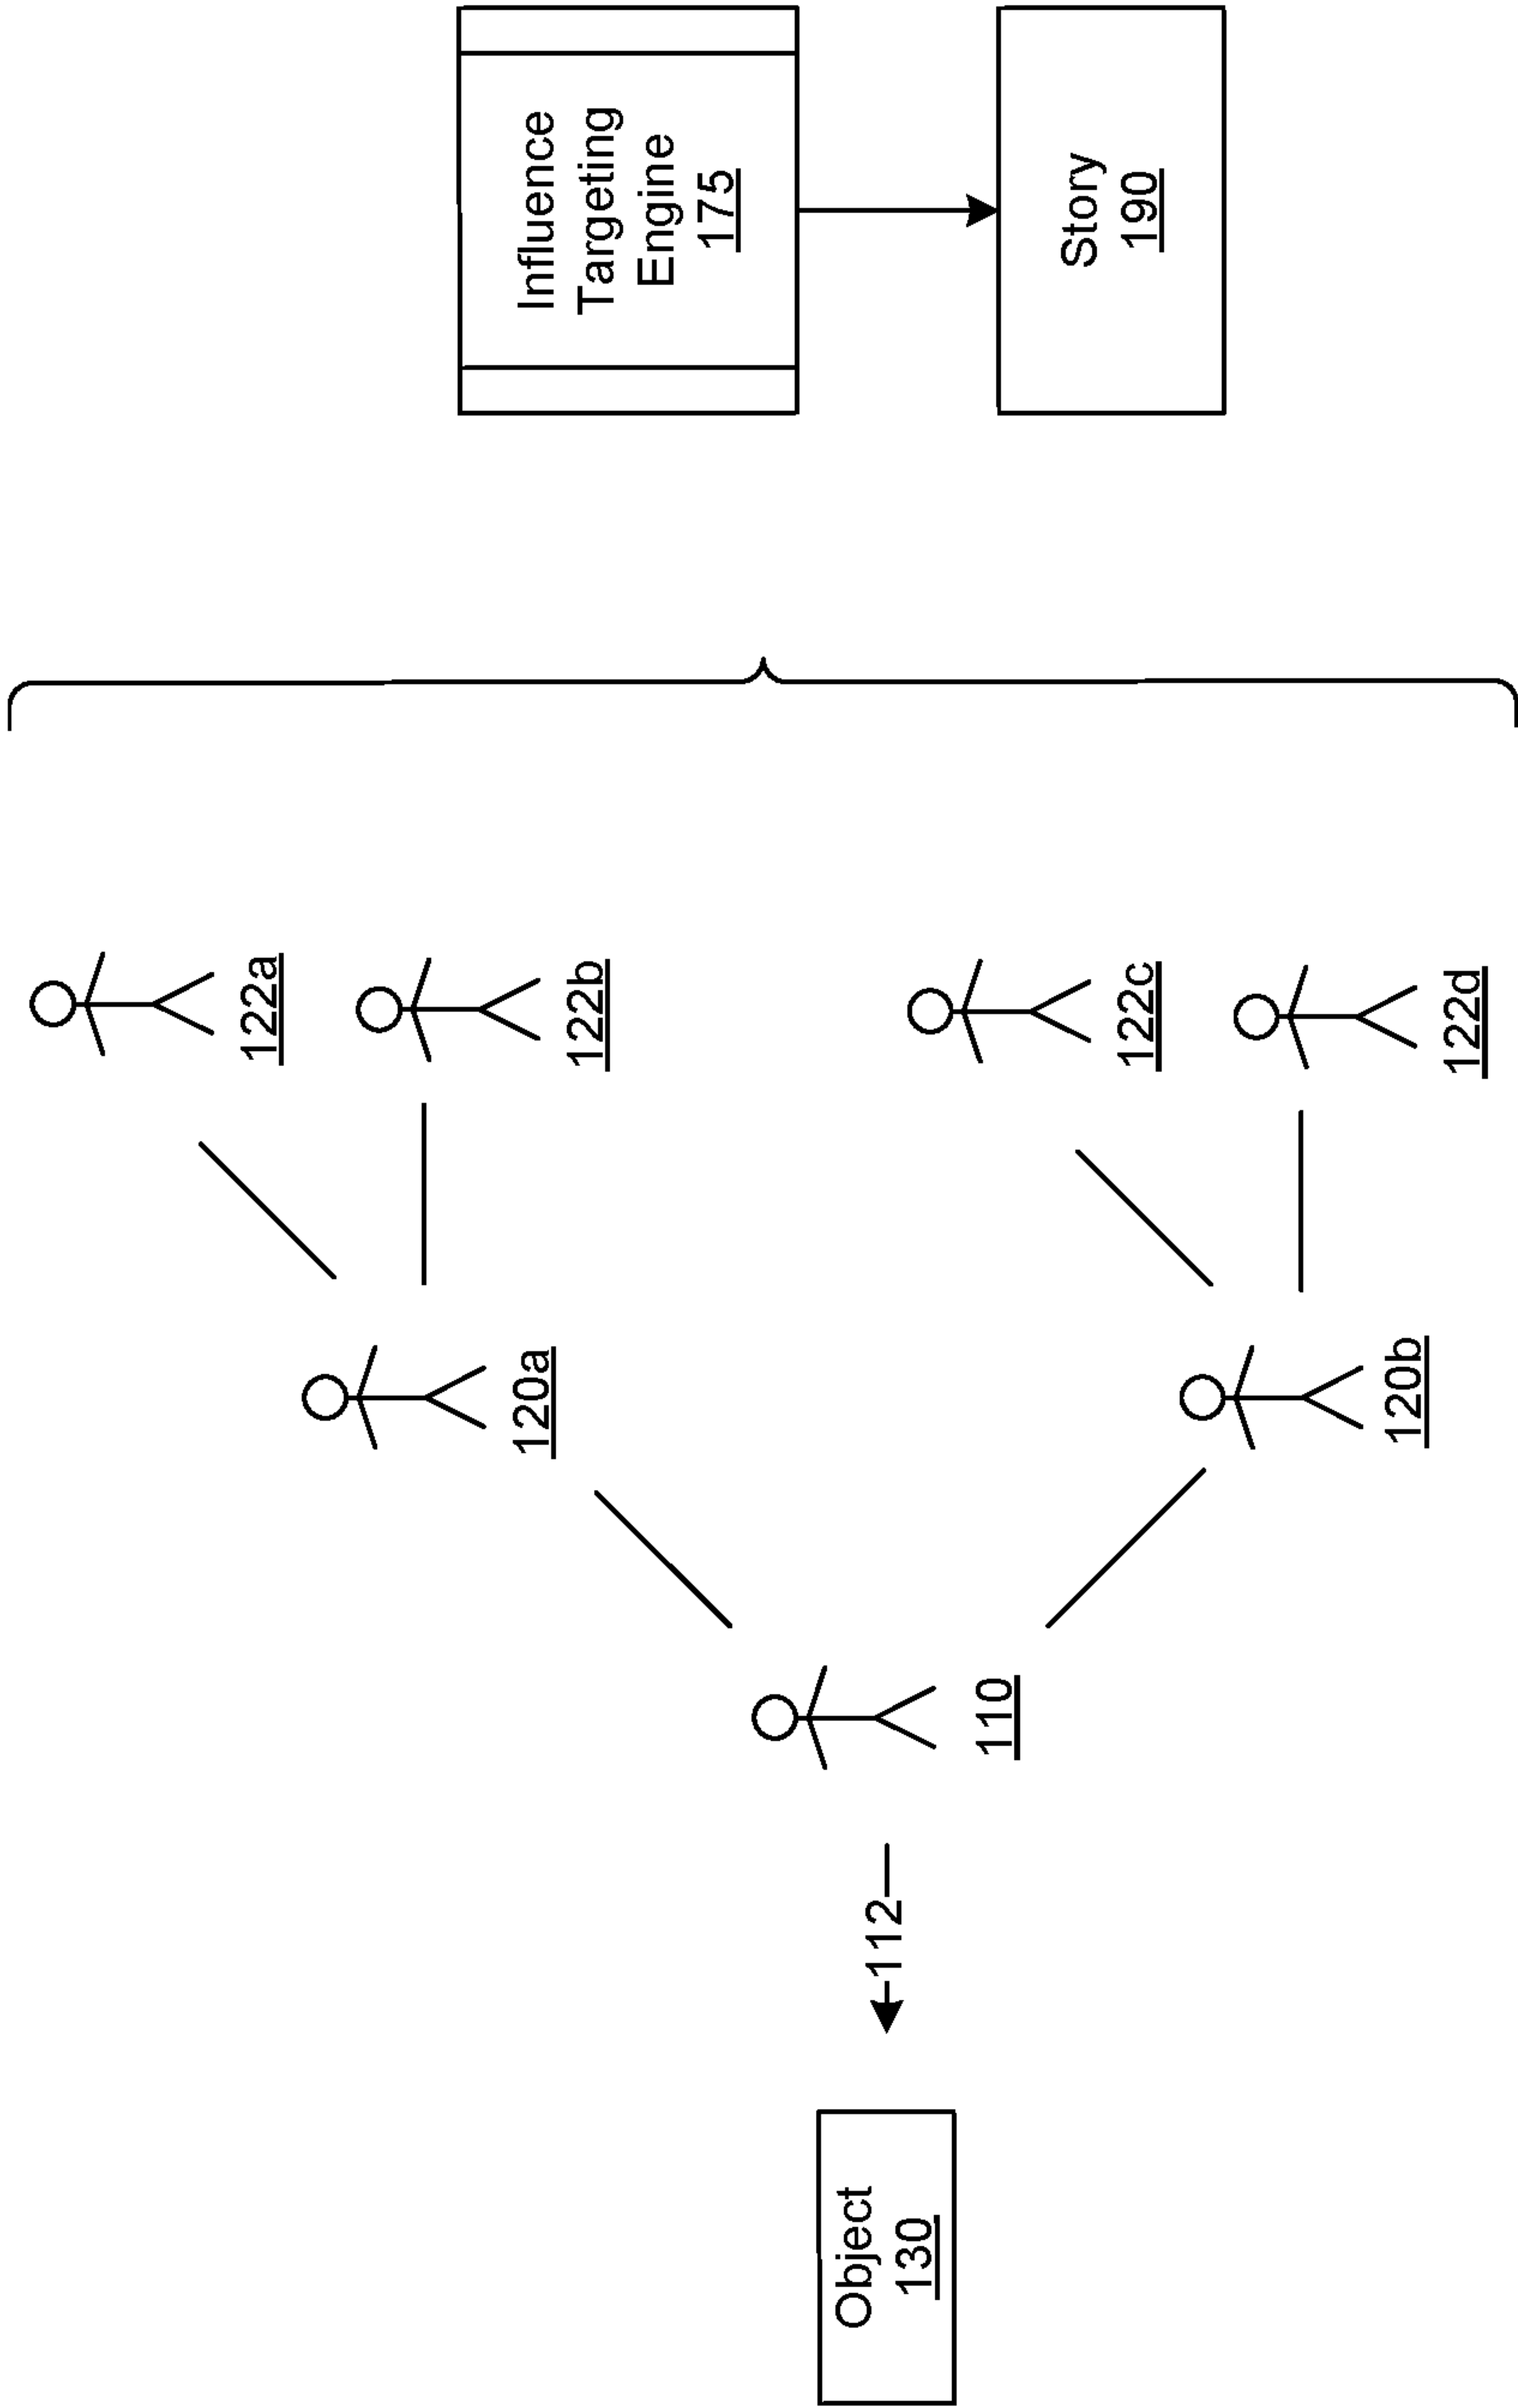 Object
130
112
110
120a
120b
122a
122b
122c
122d
Influence
Targeting
Engine
175
Story
190